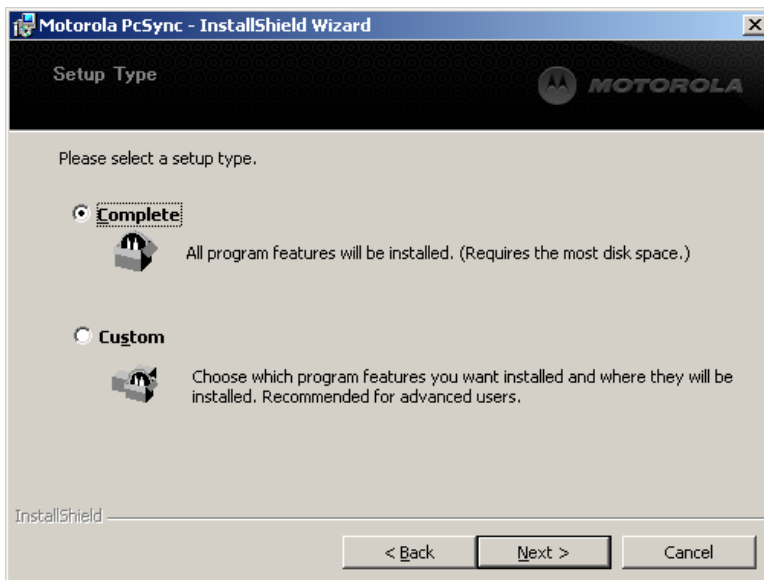 Motorola PcSync - InstallShield Wizard
Setup Type
MOTOROLA
Please select a setup type.
Complete
All program features will be installed. (Requires the most disk space.)
Custom
Choose which program features you want installed and where they will be
installed. Recommended for advanced users.
InstallShield
< Back
Next >
Cancel